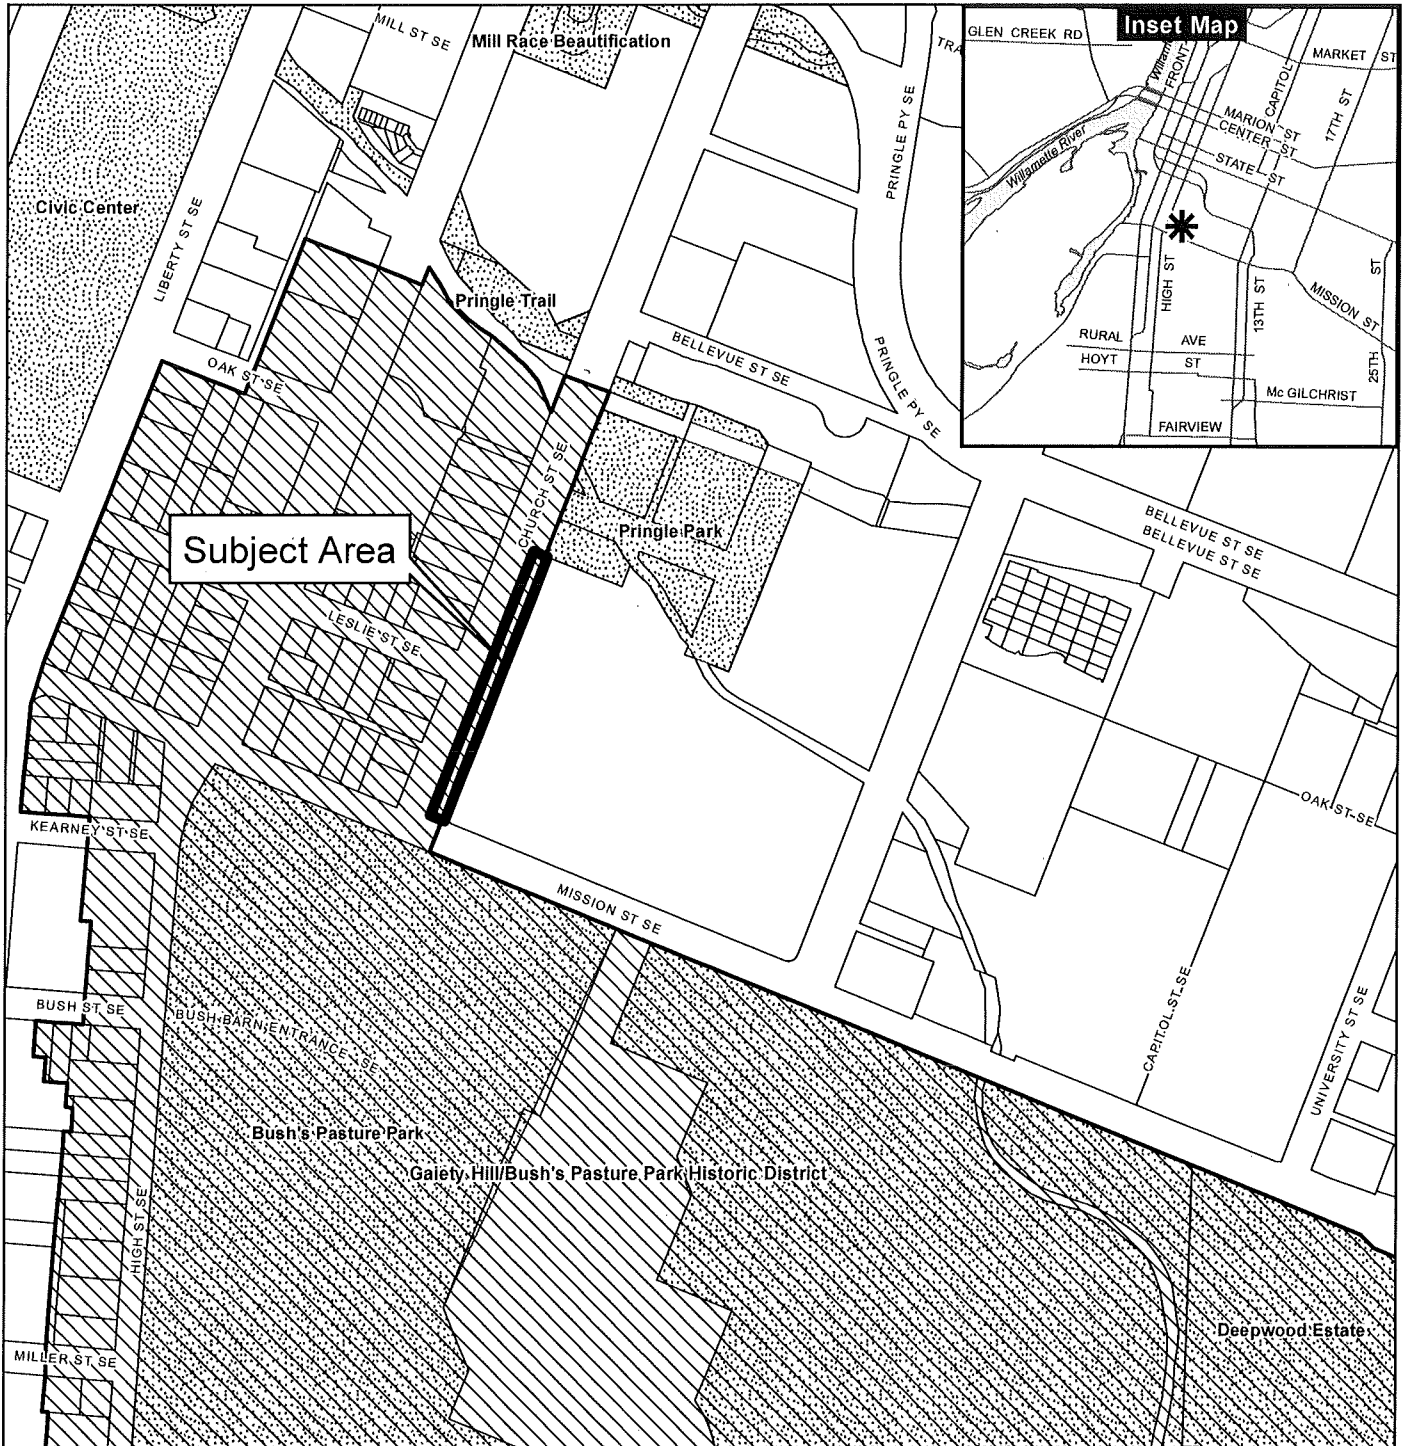 MILL ST SE
Mill Race Beautification
TRA
PRINGLE PY SE
Civic Center
LIBERTY ST SE
Pringle Trail
OAK ST SE
BELLEVUE ST SE
PRINGLE PY SE
CHURCH ST SE
Pringle Park
Subject Area
LESLIE ST SE
BELLEVUE ST SE
BELLEVUE ST SE
OAK ST SE
KEARNEY ST SE
MISSION ST SE
BUSH ST SE
BUSH BARN ENTRANCE SE
CAPITOL ST SE
UNIVERSITY ST SE
Bush's Pasture Park
Gaiety Hill/Bush's Pasture Park Historic District
HIGH ST SE
Deepwood Estate
MILLER ST SE
Inset Map
GLEN CREEK RD
FRONT
CAPITOL
MARKET ST
17TH ST
MARION ST
CENTER ST
STATE ST
Willamette River
HIGH ST
13TH ST
MISSION ST
25TH ST
RURAL AVE
HOYT ST
Mc GILCHRIST
FAIRVIEW